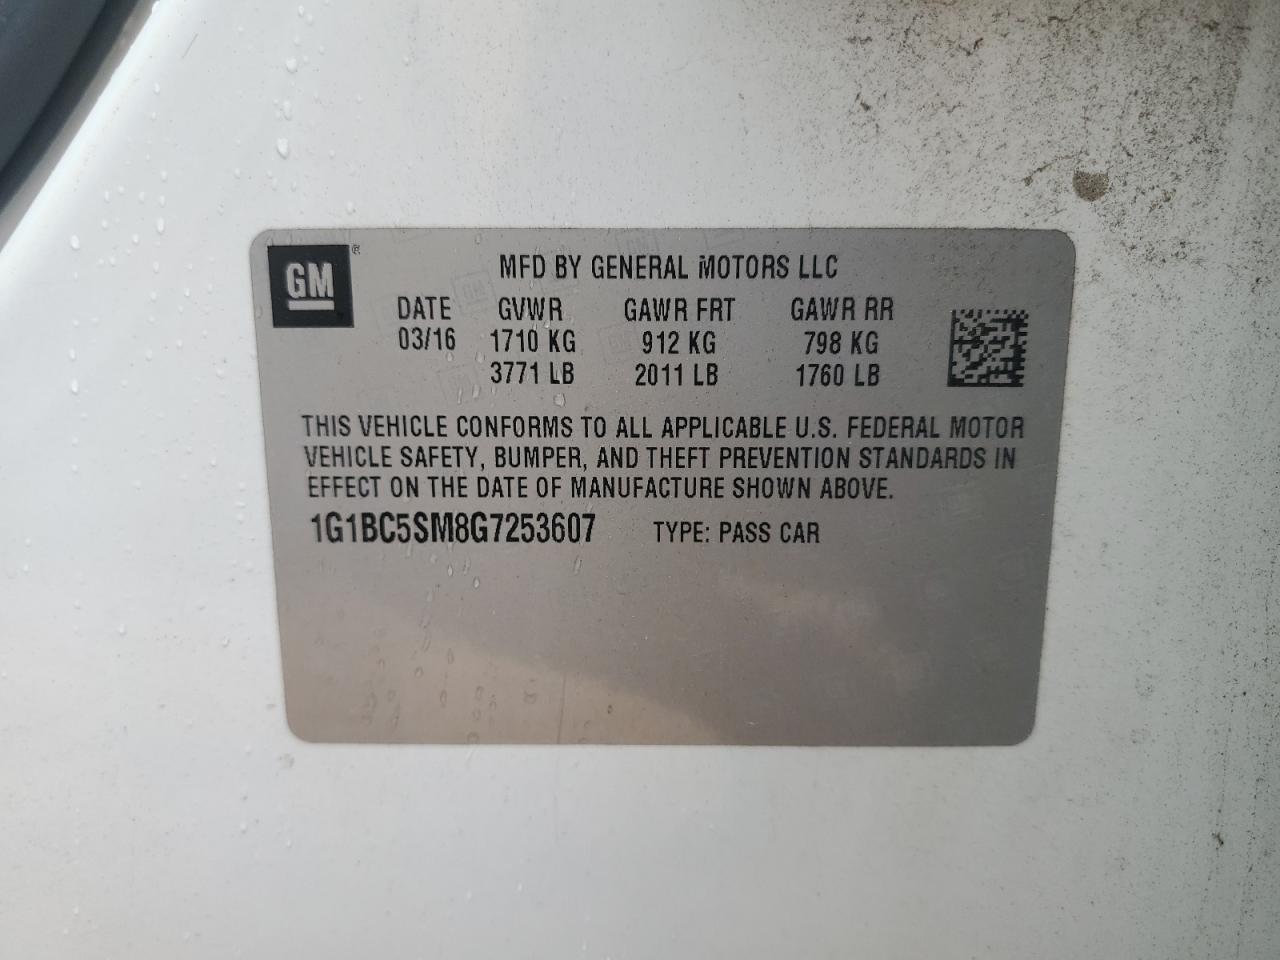 GM ®
MFD BY GENERAL MOTORS LLC
DATE GVWR GAWR FRT GAWR RR
03/16 1710 KG 912 KG 798 KG
3771 LB 2011 LB 1760 LB
THIS VEHICLE CONFORMS TO ALL APPLICABLE U.S. FEDERAL MOTOR
VEHICLE SAFETY, BUMPER, AND THEFT PREVENTION STANDARDS IN
EFFECT ON THE DATE OF MANUFACTURE SHOWN ABOVE.
1G1BC5SM8G7253607 TYPE: PASS CAR